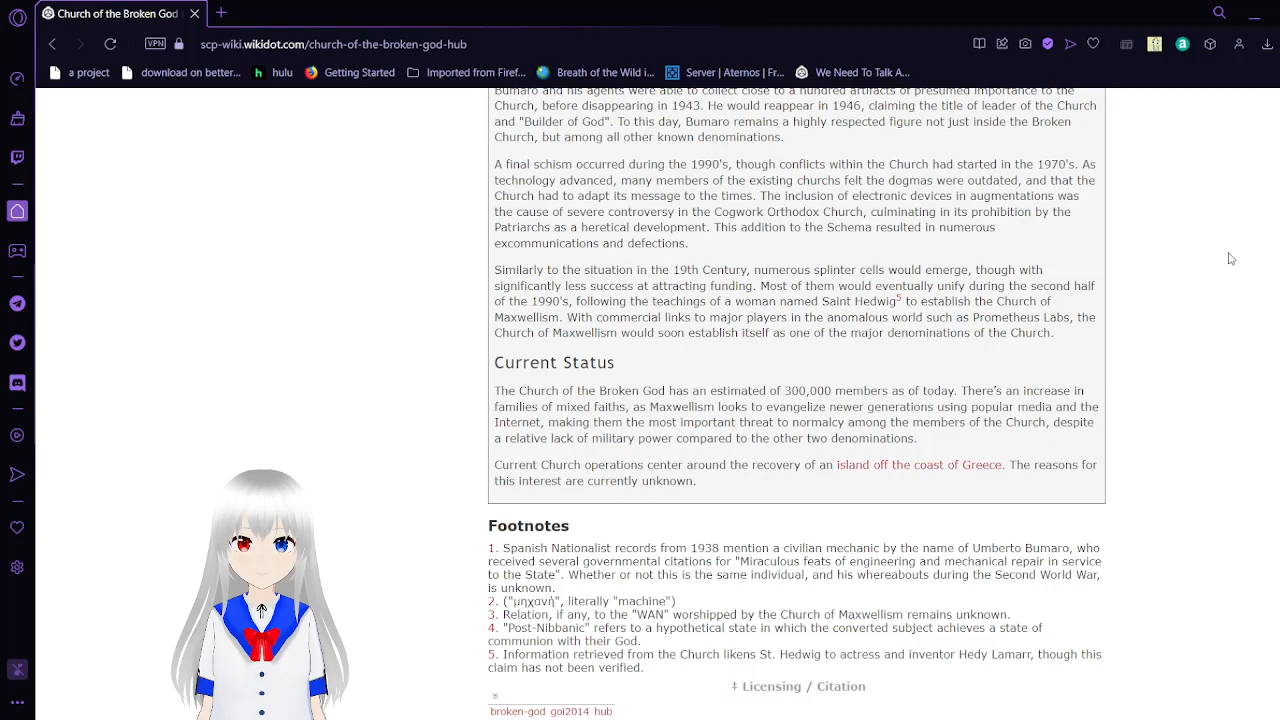 Church of the Broken God
scp-wiki.wikidot.com/church-of-the-broken-god-hub
VPN
a project
download on better...
hulu
Getting Started
Imported from Firef...
Breath of the Wild i...
Server | Aternos | Fr...
We Need To Talk A...
Bumaro and his agents were able to collect close to a hundred artifacts of presumed importance to the
Church, before disappearing in 1943. He would reappear in 1946, claiming the title of leader of the Church
and "Builder of God". To this day, Bumaro remains a highly respected figure not just inside the Broken
Church, but among all other known denominations.
A final schism occurred during the 1990's, though conflicts within the Church had started in the 1970's. As
technology advanced, many members of the existing churchs felt the dogmas were outdated, and that the
Church had to adapt its message to the times. The inclusion of electronic devices in augmentations was
the cause of severe controversy in the Cogwork Orthodox Church, culminating in its prohibition by the
Patriarchs as a heretical development. This addition to the Schema resulted in numerous
excommunications and defections.
Similarly to the situation in the 19th Century, numerous splinter cells would emerge, though with
significantly less success at attracting funding. Most of them would eventually unify during the second half
of the 1990's, following the teachings of a woman named Saint Hedwig5 to establish the Church of
Maxwellism. With commercial links to major players in the anomalous world such as Prometheus Labs, the
Church of Maxwellism would soon establish itself as one of the major denominations of the Church.
Current Status
The Church of the Broken God has an estimated of 300,000 members as of today. There's an increase in
families of mixed faiths, as Maxwellism looks to evangelize newer generations using popular media and the
Internet, making them the most important threat to normalcy among the members of the Church, despite
a relative lack of military power compared to the other two denominations.
Current Church operations center around the recovery of an island off the coast of Greece. The reasons for
this interest are currently unknown.
Footnotes
1. Spanish Nationalist records from 1938 mention a civilian mechanic by the name of Umberto Bumaro, who
received several governmental citations for "Miraculous feats of engineering and mechanical repair in service
to the State". Whether or not this is the same individual, and his whereabouts during the Second World War,
is unknown.
2. ("μηχανή", literally "machine")
3. Relation, if any, to the "WAN" worshipped by the Church of Maxwellism remains unknown.
4. "Post-Nibbanic" refers to a hypothetical state in which the converted subject achieves a state of
communion with their God.
5. Information retrieved from the Church likens St. Hedwig to actress and inventor Hedy Lamarr, though this
claim has not been verified.
‡ Licensing / Citation
broken-god goi2014 hub